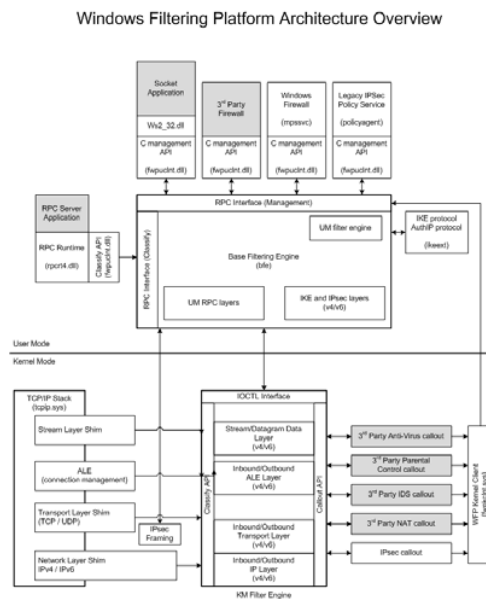 Windows Filtering Platform Architecture Overview
Socket
Application
Ws2_32.dll
C management
API
(fwpuclnt.dll)
3rd Party
Firewall
C management
API
(fwpuclnt.dll)
Windows
Firewall
(mpssvc)
C management
API
(fwpuclnt.dll)
Legacy IPSec
Policy Service
(policyagent)
C management
API
(fwpuclnt.dll)
RPC Interface (Management)
RPC Server
Application
RPC Runtime
(rpcrt4.dll)
Classify API
(fwpuclnt.dll)
RPC Interface (Classify)
UM filter engine
Base Filtering Engine
(bfe)
UM RPC layers
IKE and IPsec layers
(v4/v6)
IKE protocol
AuthIP protocol
(ikeext)
User Mode
Kernel Mode
TCP/IP Stack
(tcpip.sys)
Stream Layer Shim
ALE
(connection management)
Transport Layer Shim
(TCP / UDP)
Network Layer Shim
IPv4 / IPv6
IPsec
Framing
IOCTL Interface
Classify API
Stream/Datagram Data
Layer
(v4/v6)
Inbound/Outbound
ALE Layer
(v4/v6)
Inbound/Outbound
Transport Layer
(v4/v6)
Inbound/Outbound
IP Layer
(v4/v6)
Callout API
KM Filter Engine
3rd Party Anti-Virus callout
3rd Party Parental
Control callout
3rd Party IDS callout
3rd Party NAT callout
IPsec callout
WFP Kernel Client